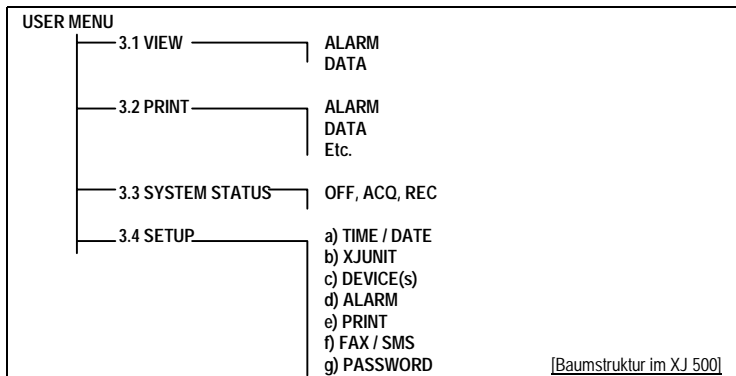 USER MENU
3.1 VIEW ALARM
DATA
3.2 PRINT ALARM
DATA
Etc.
3.3 SYSTEM STATUS OFF, ACQ, REC
3.4 SETUP a) TIME / DATE
b) XJUNIT
c) DEVICE(s)
d) ALARM
e) PRINT
f) FAX / SMS
g) PASSWORD [Baumstruktur im XJ 500]